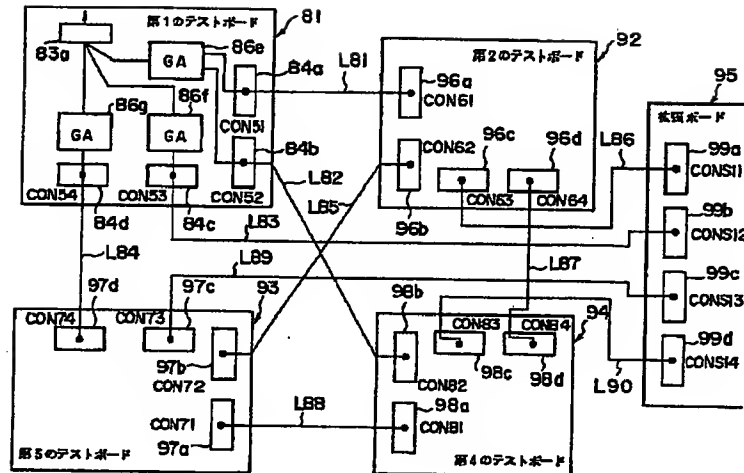 第1のテストボード
81
83a
86e
GA
84a
CON51
86g
86f
GA
GA
84b
CON52
CON54
CON53
84d
84c
L81
L82
L83
L84
L85
L89
第2のテストボード
92
96a
CON61
CON62
96b
96c
96d
CON63
CON64
L86
L87
95
拡張ボード
99a
CONS11
99b
CONS12
99c
CONS13
99d
CONS14
L90
97d
CON74
CON73
97c
93
97b
CON72
CON71
97a
第3のテストボード
L88
98b
CON83
CON84
94
CON82
98c
98d
98a
CON81
第4のテストボード